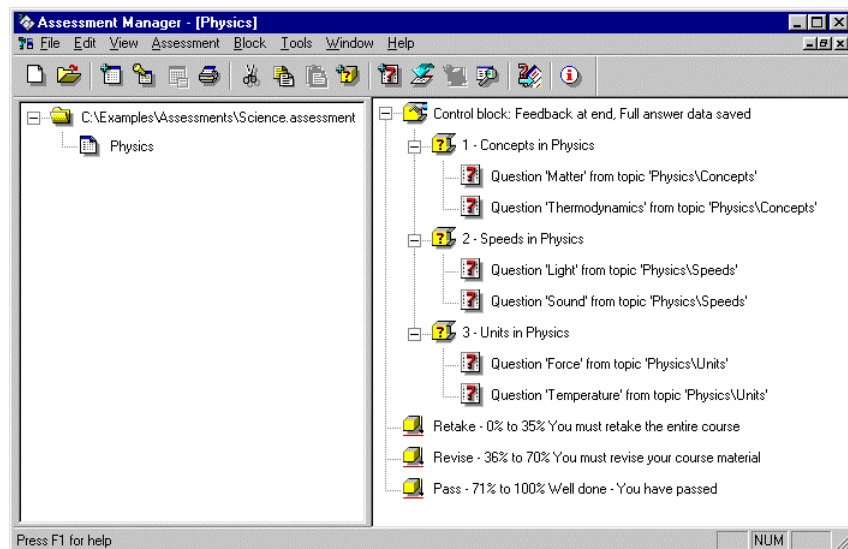 Assessment Manager - [Physics]
File Edit View Assessment Block Tools Window Help
C:\Examples\Assessments\Science.assessment
Physics
Control block: Feedback at end, Full answer data saved
1 - Concepts in Physics
Question 'Matter' from topic 'Physics\Concepts'
Question 'Thermodynamics' from topic 'Physics\Concepts'
2 - Speeds in Physics
Question 'Light' from topic 'Physics\Speeds'
Question 'Sound' from topic 'Physics\Speeds'
3 - Units in Physics
Question 'Force' from topic 'Physics\Units'
Question 'Temperature' from topic 'Physics\Units'
Retake - 0% to 35% You must retake the entire course
Revise - 36% to 70% You must revise your course material
Pass - 71% to 100% Well done - You have passed
Press F1 for help
NUM